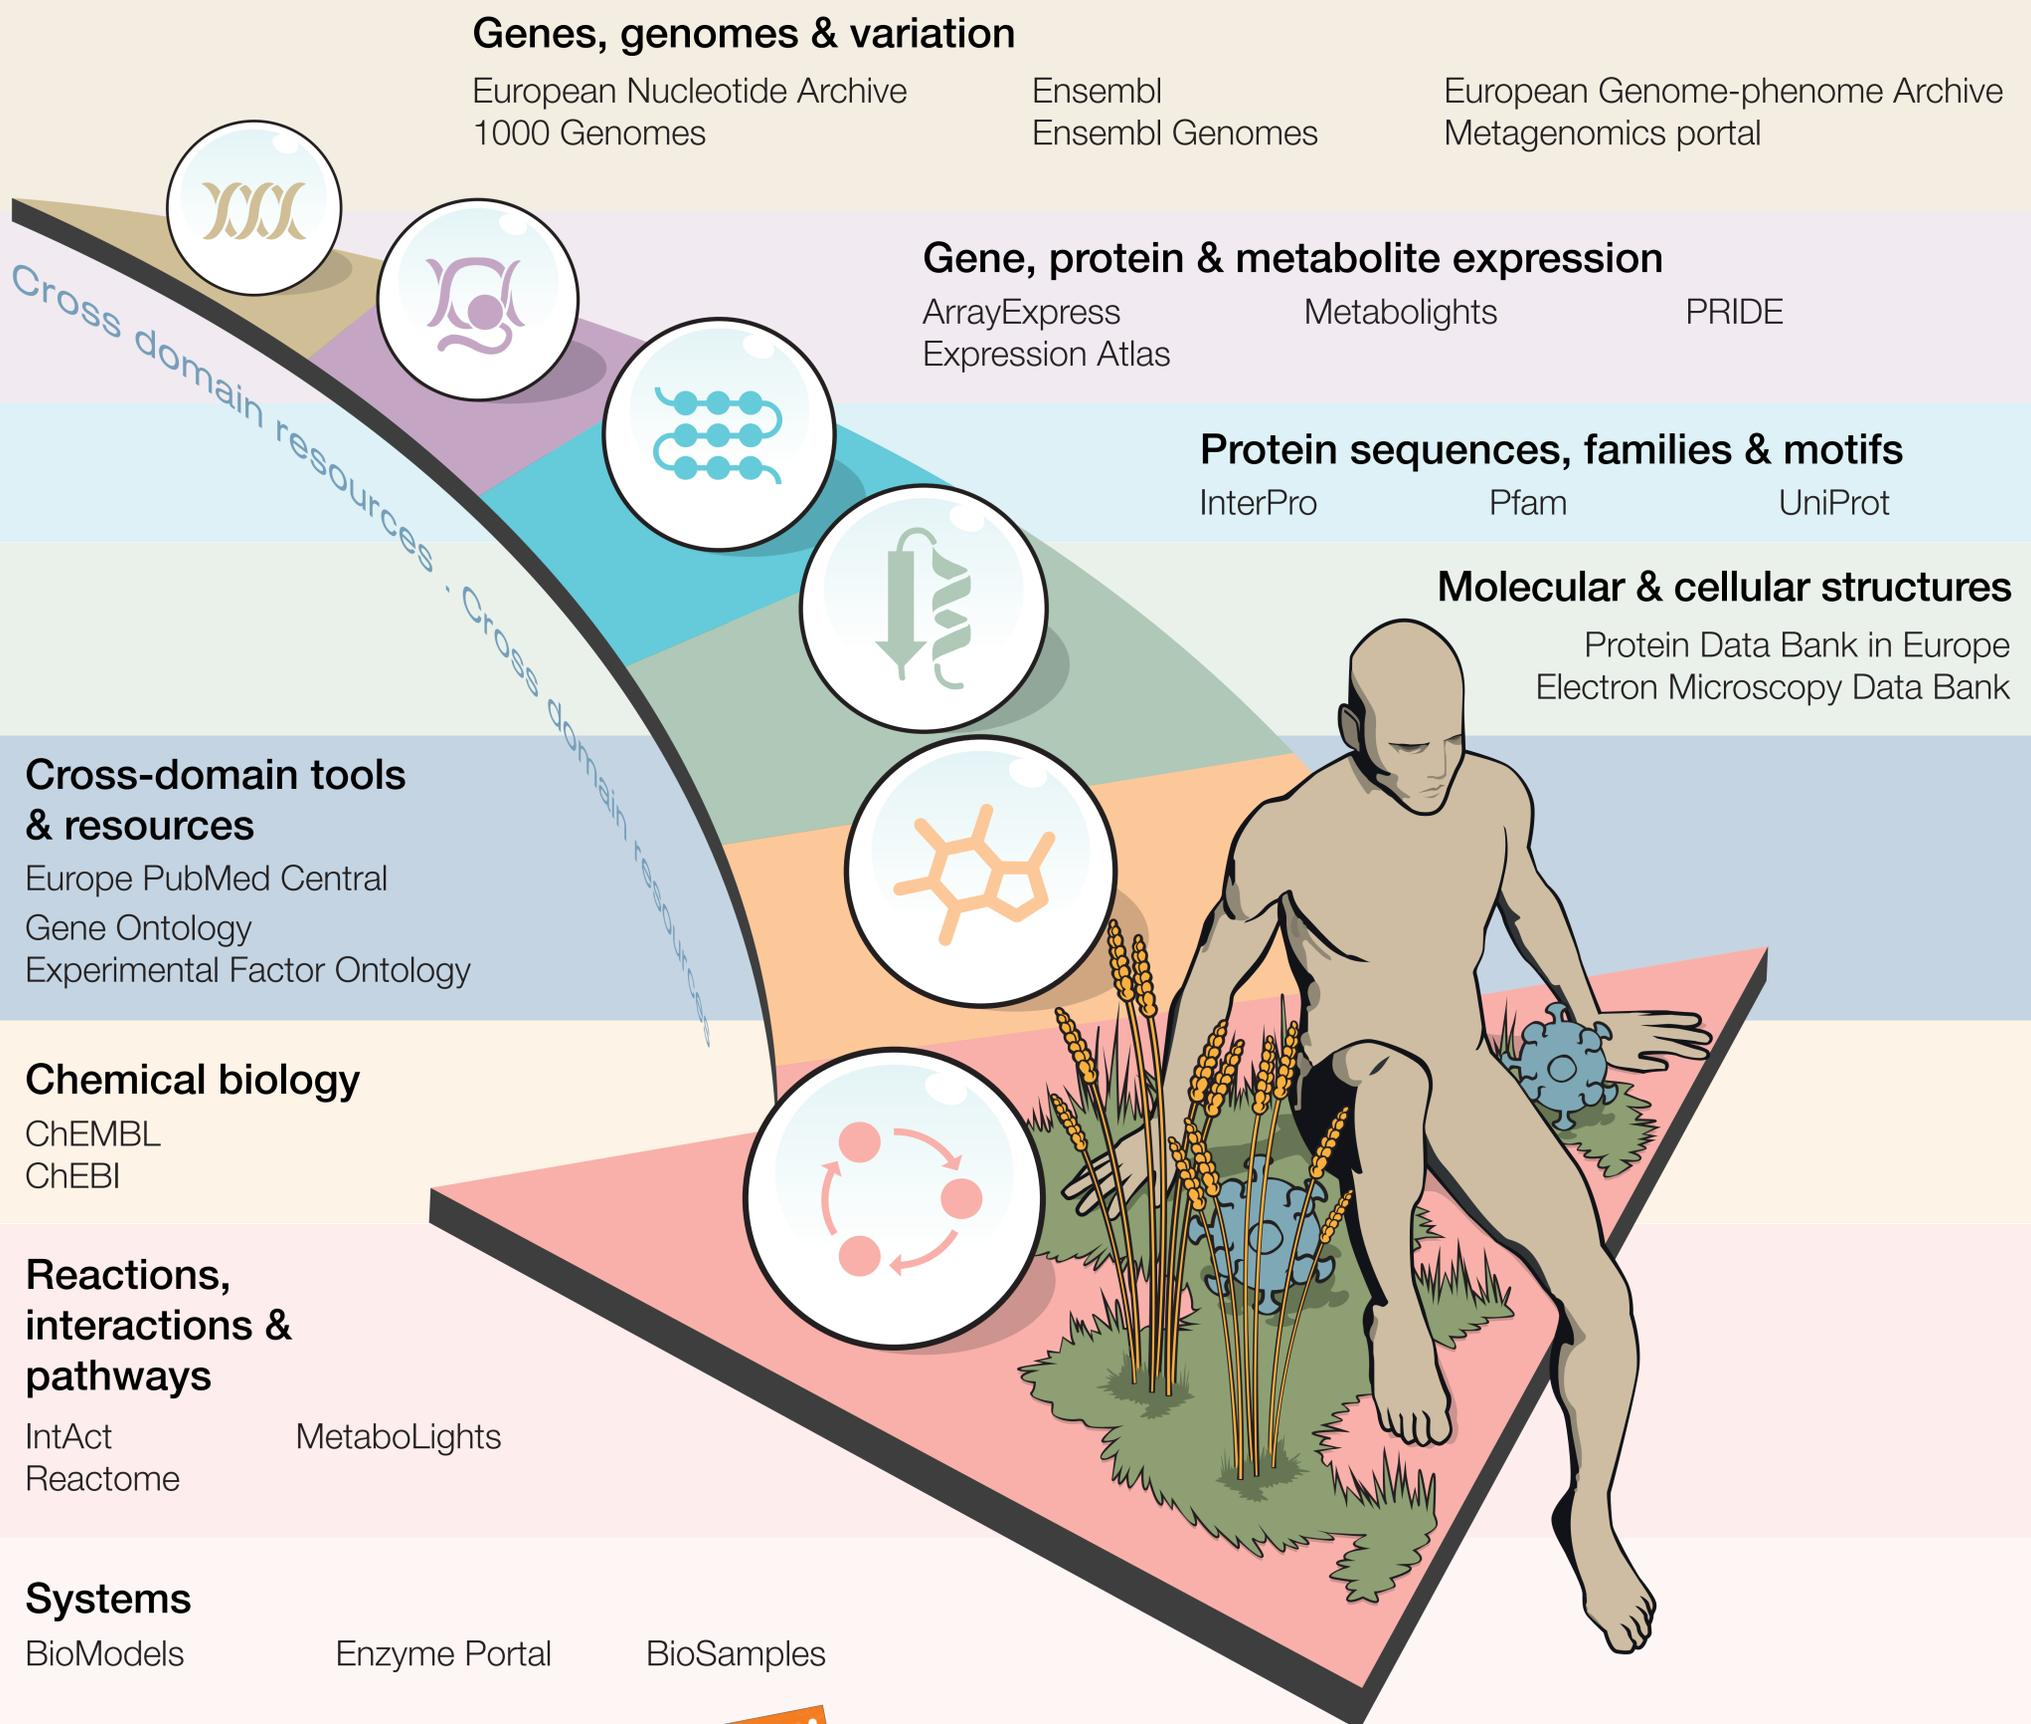 Genes, genomes & variation
European Nucleotide Archive
1000 Genomes
Ensembl
Ensembl Genomes
European Genome-phenome Archive
Metagenomics portal
Gene, protein & metabolite expression
ArrayExpress
Expression Atlas
Metabolights
PRIDE
Protein sequences, families & motifs
InterPro
Pfam
UniProt
Molecular & cellular structures
Protein Data Bank in Europe
Electron Microscopy Data Bank
Cross domain resources · Cross domain resources
Cross-domain tools
& resources
Europe PubMed Central
Gene Ontology
Experimental Factor Ontology
Chemical biology
ChEMBL
ChEBI
Reactions,
interactions &
pathways
IntAct
Reactome
MetaboLights
Systems
BioModels
Enzyme Portal
BioSamples